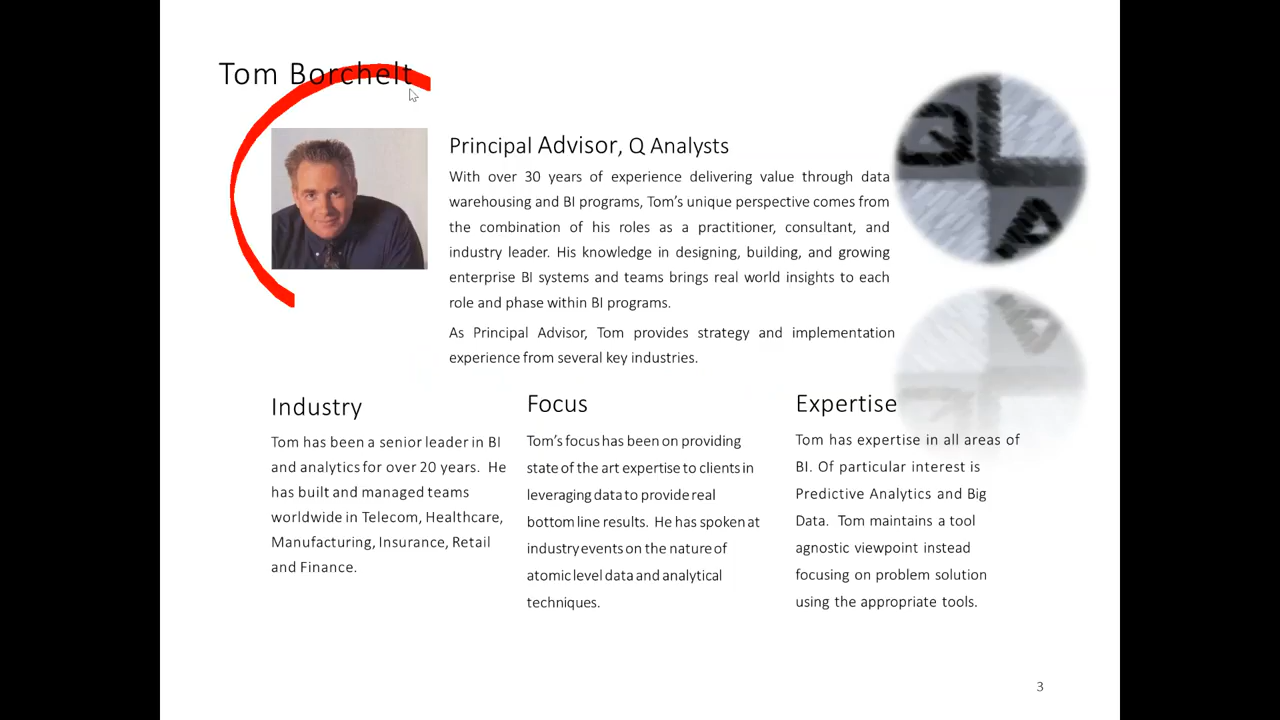 Tom Borchelt
Principal Advisor, Q Analysts
With over 30 years of experience delivering value through data
warehousing and BI programs, Tom’s unique perspective comes from
the combination of his roles as a practitioner, consultant, and
industry leader. His knowledge in designing, building, and growing
enterprise BI systems and teams brings real world insights to each
role and phase within BI programs.
As Principal Advisor, Tom provides strategy and implementation
experience from several key industries.
Industry
Tom has been a senior leader in BI
and analytics for over 20 years. He
has built and managed teams
worldwide in Telecom, Healthcare,
Manufacturing, Insurance, Retail
and Finance.
Focus
Tom’s focus has been on providing
state of the art expertise to clients in
leveraging data to provide real
bottom line results. He has spoken at
industry events on the nature of
atomic level data and analytical
techniques.
Expertise
Tom has expertise in all areas of
BI. Of particular interest is
Predictive Analytics and Big
Data. Tom maintains a tool
agnostic viewpoint instead
focusing on problem solution
using the appropriate tools.
Q
A
3